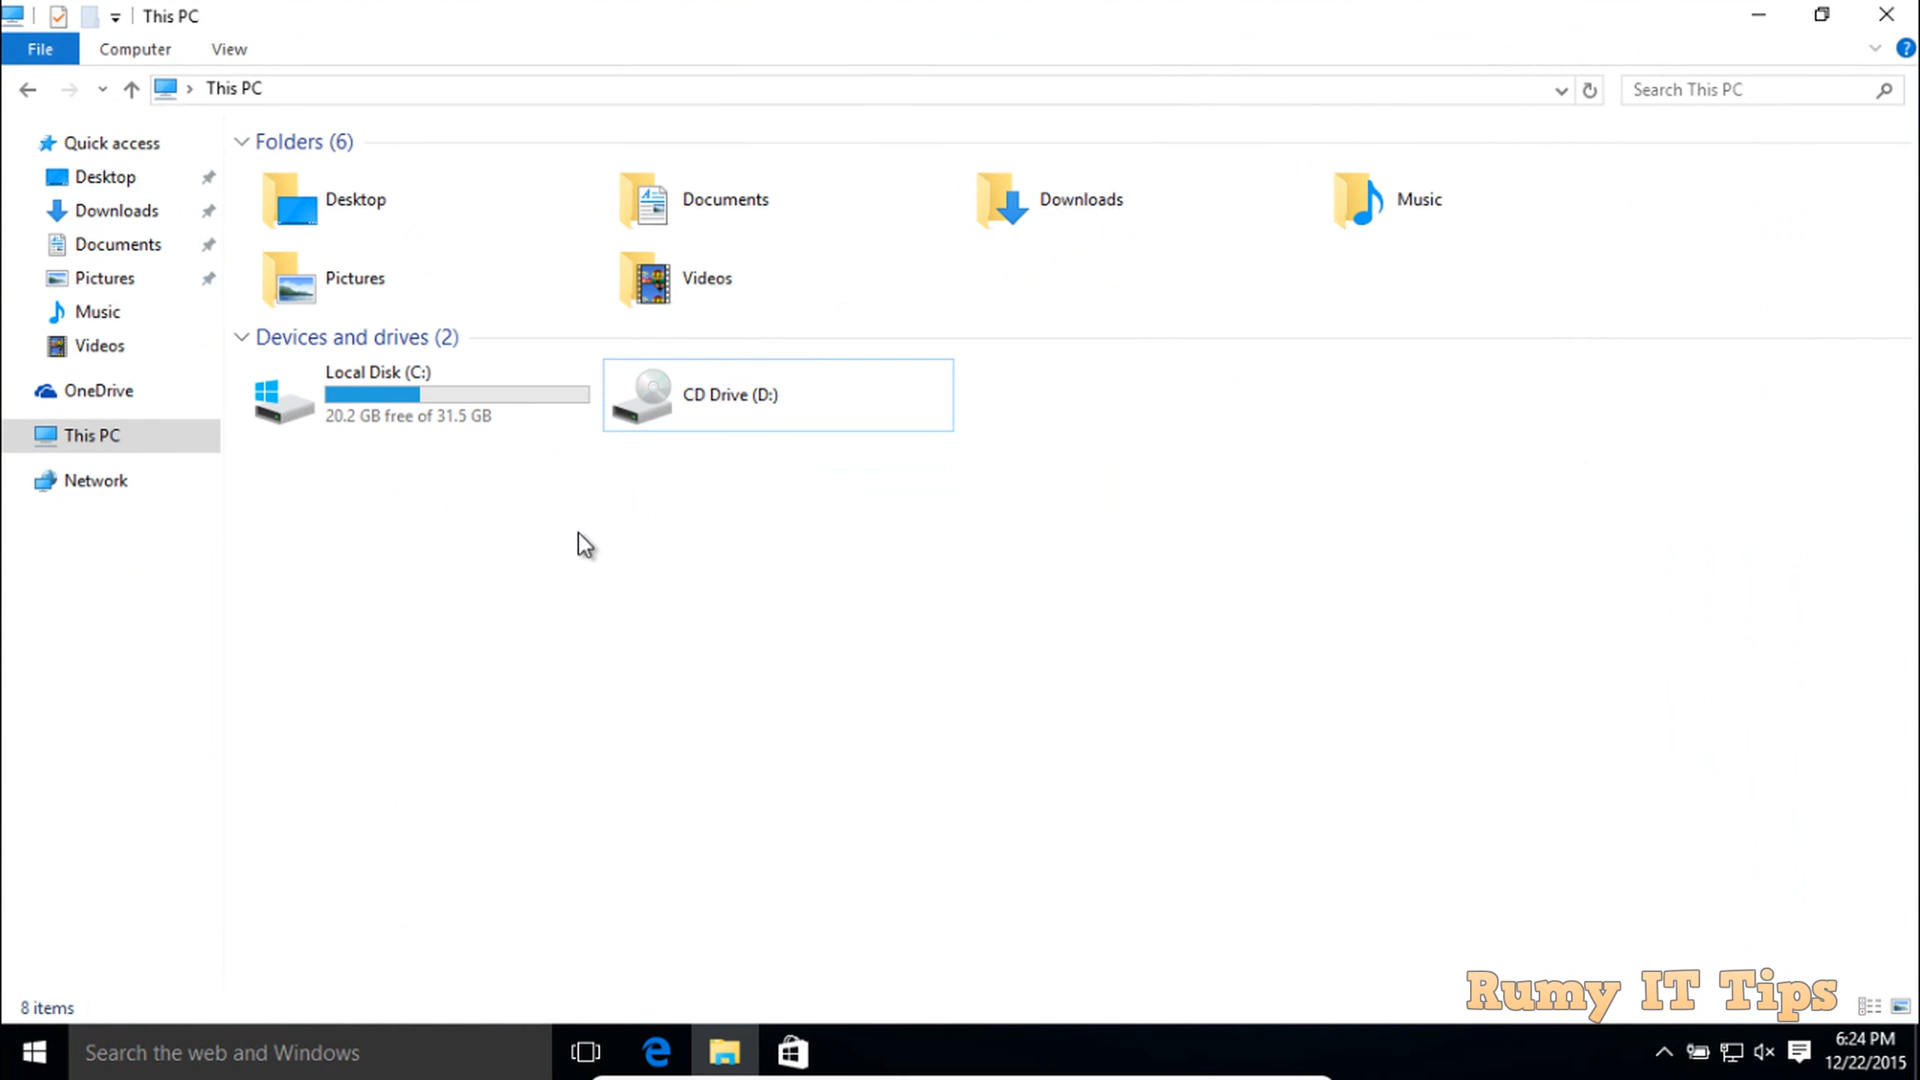 This PC
File
Computer
View
This PC
Search This PC
Quick access
Desktop
Downloads
Documents
Pictures
Music
Videos
OneDrive
This PC
Network
Folders (6)
Desktop
Documents
Downloads
Music
Pictures
Videos
Devices and drives (2)
Local Disk (C:)
20.2 GB free of 31.5 GB
CD Drive (D:)
8 items
Rumy IT Tips
Search the web and Windows
6:24 PM
12/22/2015